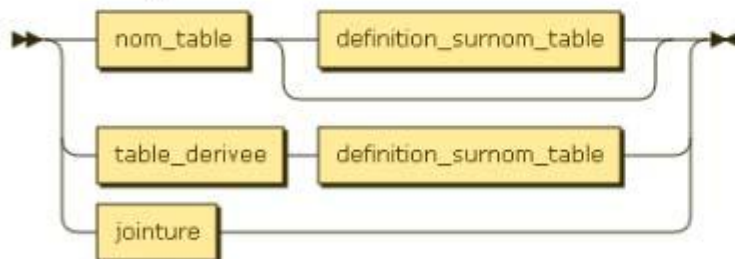 nom_table definition_surnom_table
table_derivee definition_surnom_table
jointure